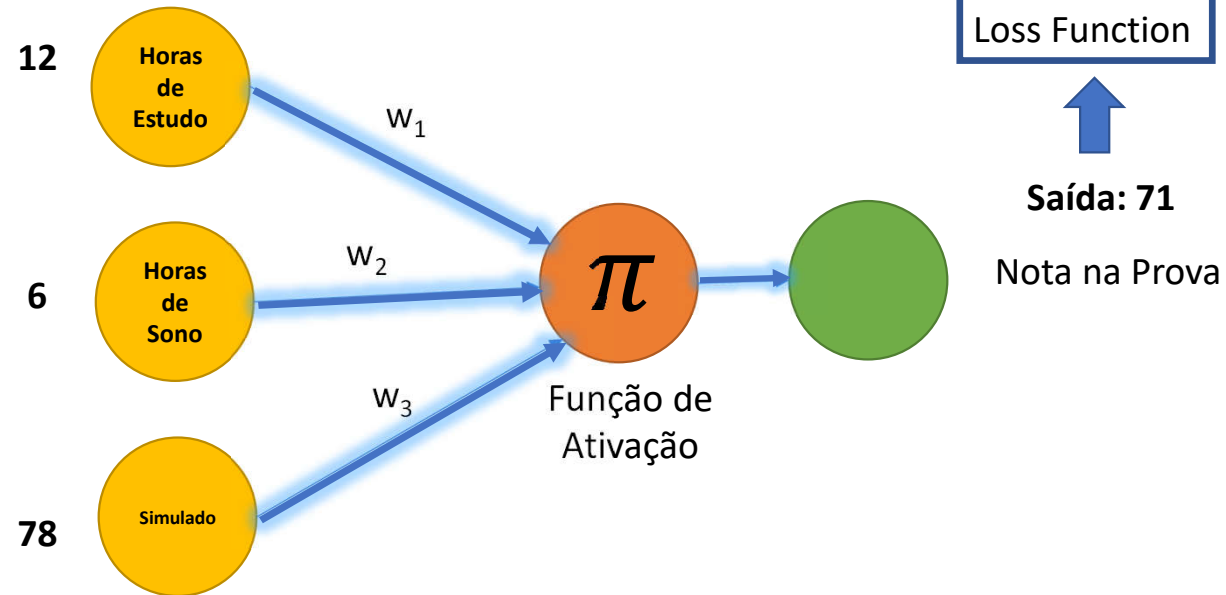 12
Horas
de
Estudo
W1
6
Horas
de
Sono
W2
78
Simulado
W3
π
Função de
Ativação
Loss Function
Saída: 71
Nota na Prova